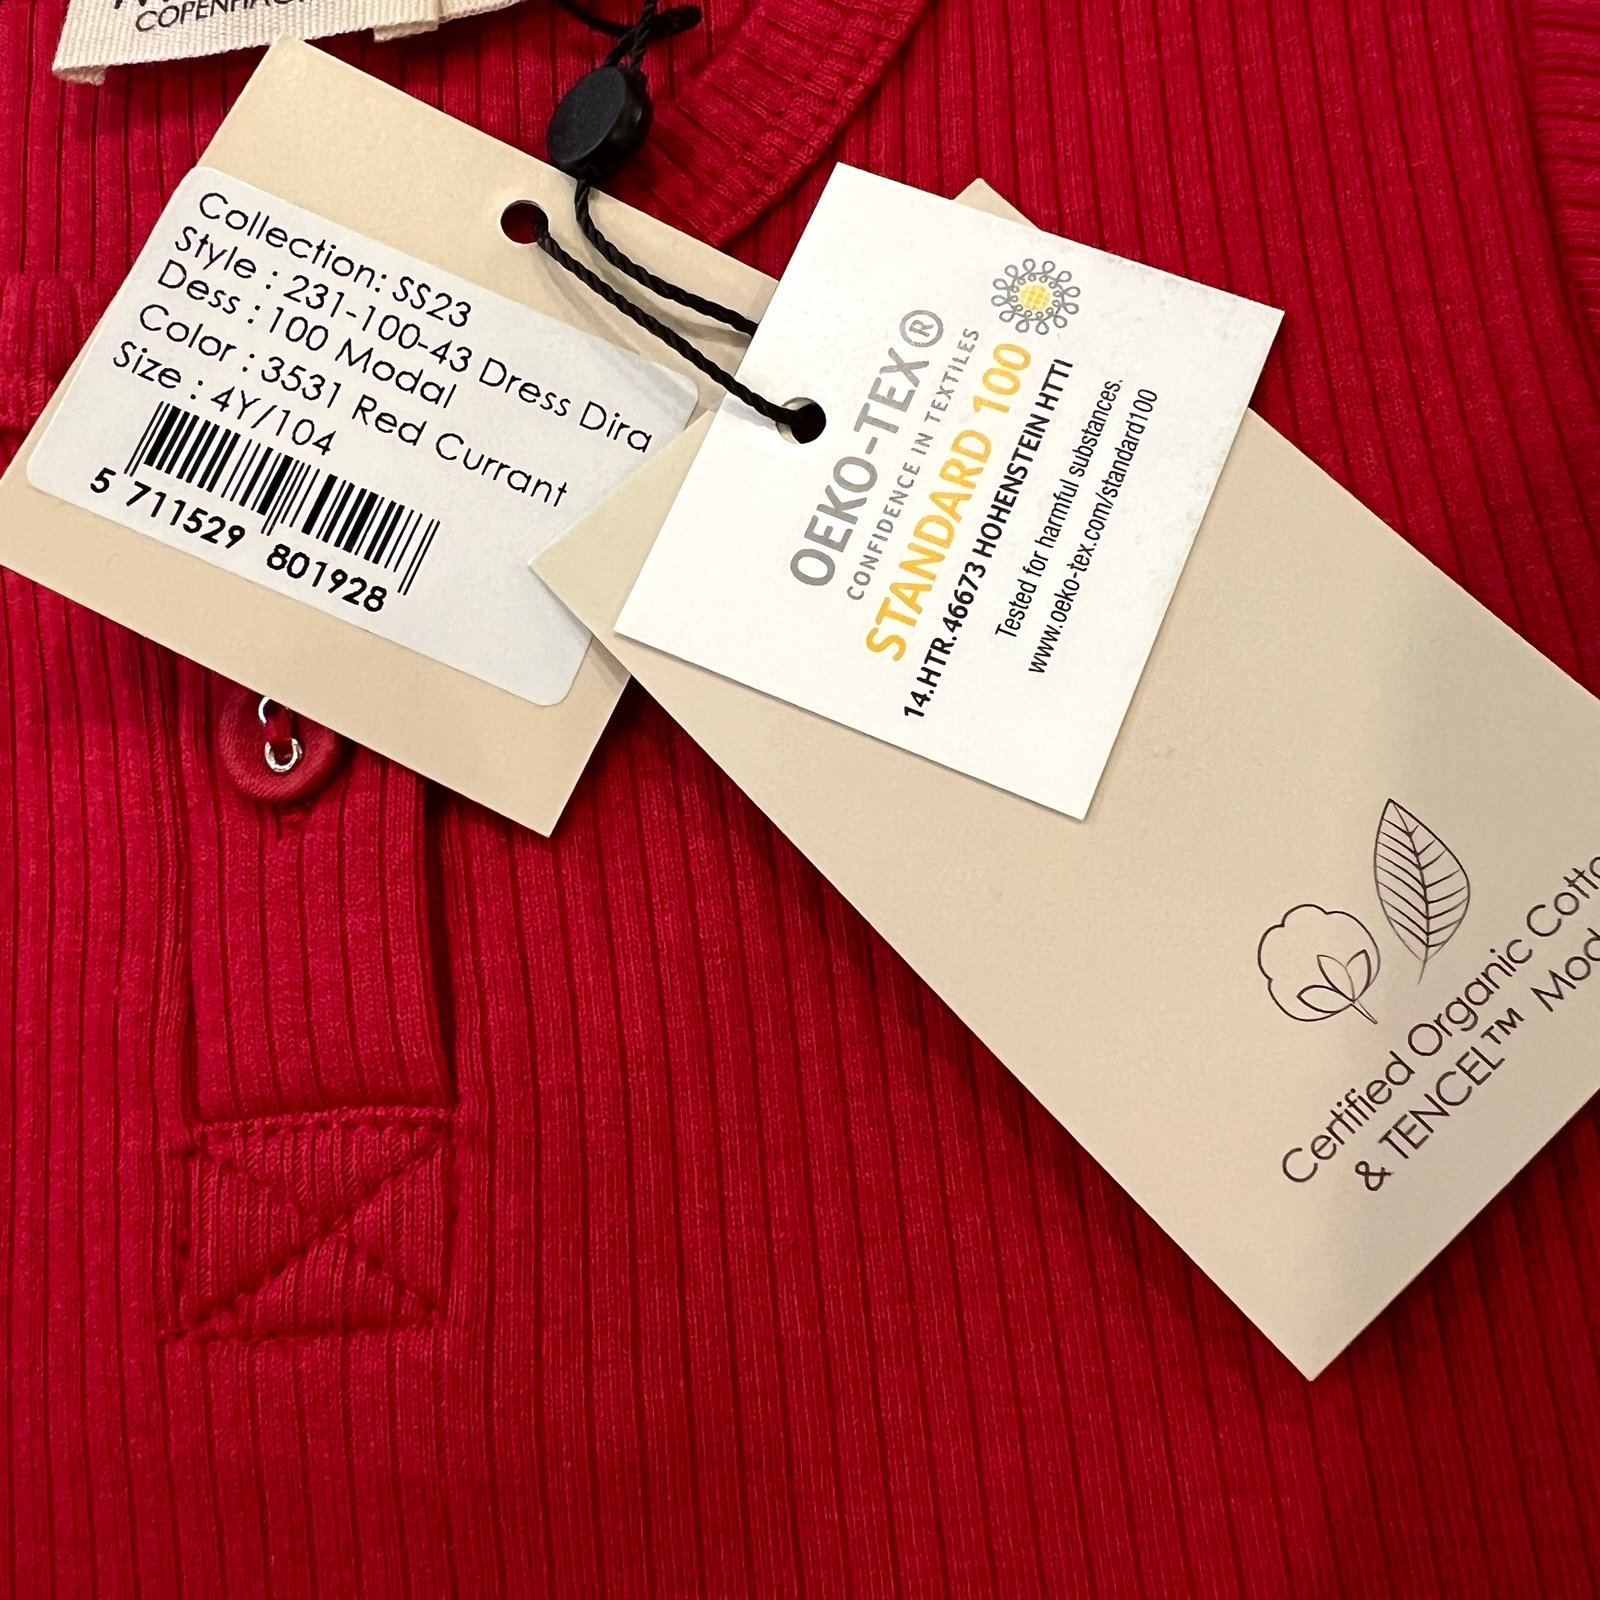 COPENHAG
Collection: SS23
Style : 231-100-43 Dress Dira
Dess : 100 Modal
Color : 3531 Red Currant
Size : 4Y/104
5 711529 801928
OEKO-TEX®
CONFIDENCE IN TEXTILES
STANDARD 100
14.HTR.46673 HOHENSTEIN HTTI
Tested for harmful substances.
www.oeko-tex.com/standard100
Certified Organic Cotto
& TENCEL™ Mod